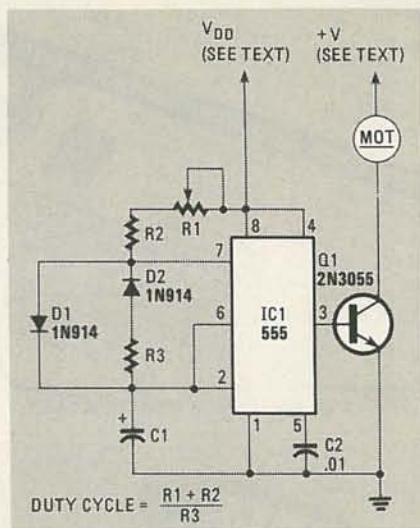 V_DD
(SEE TEXT)
+V
(SEE TEXT)
MOT
R1
R2
8
4
7
Q1
2N3055
D2
1N914
D1
1N914
6
IC1
555
3
R3
2
1
5
C1
+
C2
.01
DUTY CYCLE = R1 + R2
R3